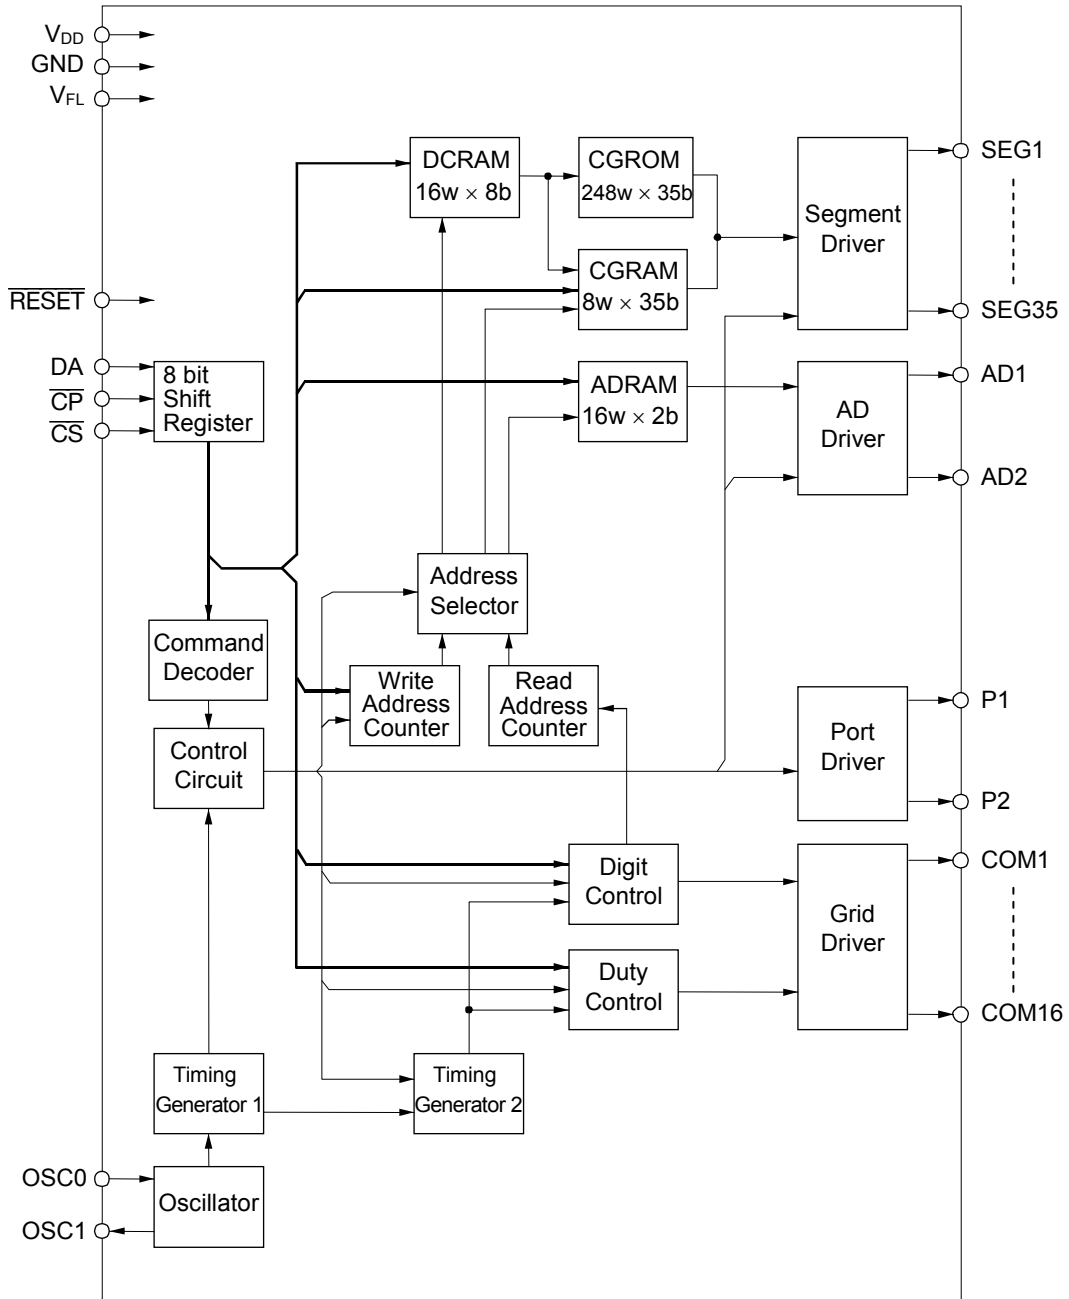 VDD
GND
VFL
RESET
DA
CP
CS
8 bit
Shift
Register
DCRAM
16w × 8b
CGROM
248w × 35b
CGRAM
8w × 35b
ADRAM
16w × 2b
Segment
Driver
SEG1
SEG35
AD
Driver
AD1
AD2
Address
Selector
Command
Decoder
Write
Address
Counter
Read
Address
Counter
Control
Circuit
Port
Driver
P1
P2
Digit
Control
Duty
Control
Grid
Driver
COM1
COM16
Timing
Generator 1
Timing
Generator 2
OSC0
OSC1
Oscillator